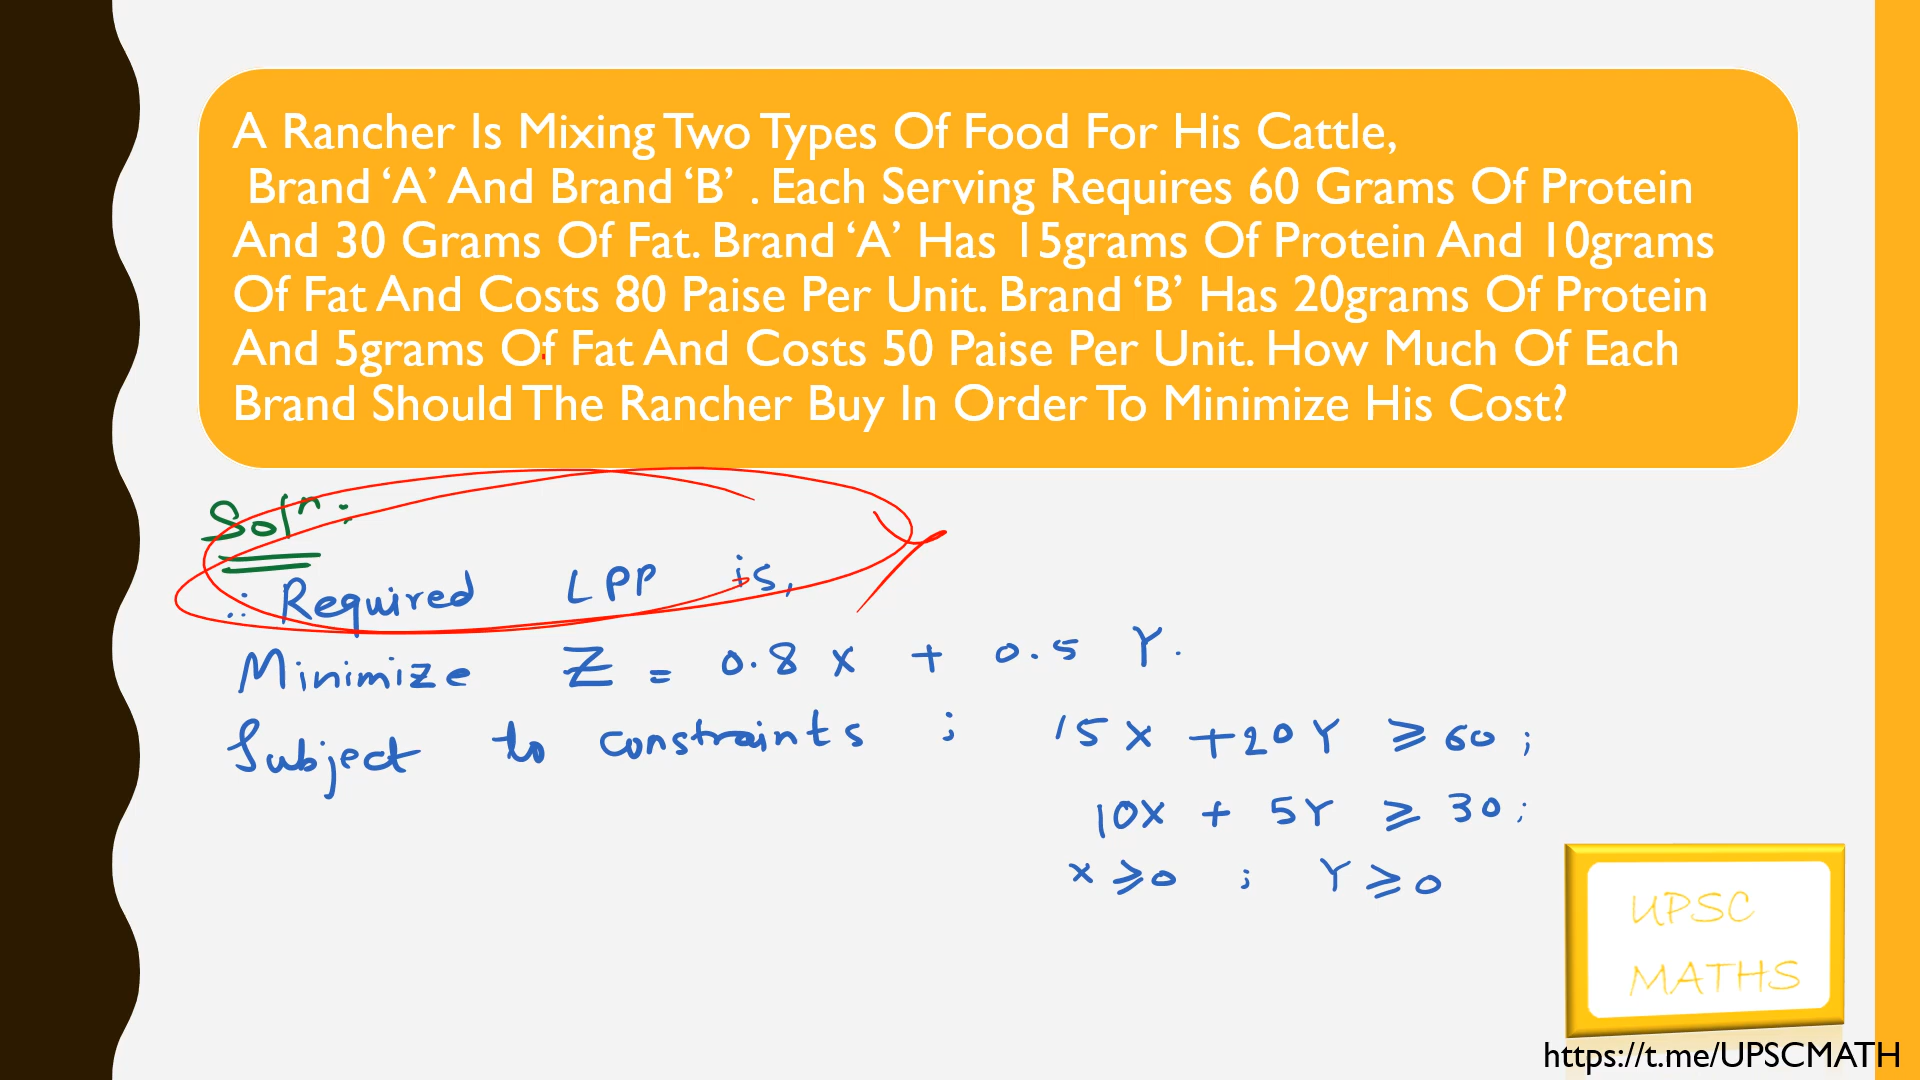 A Rancher Is Mixing Two Types Of Food For His Cattle,
Brand ‘A’ And Brand ‘B’ . Each Serving Requires 60 Grams Of Protein
And 30 Grams Of Fat. Brand ‘A’ Has 15grams Of Protein And 10grams
Of Fat And Costs 80 Paise Per Unit. Brand ‘B’ Has 20grams Of Protein
And 5grams Of Fat And Costs 50 Paise Per Unit. How Much Of Each
Brand Should The Rancher Buy In Order To Minimize His Cost?
Soln:
∴ Required LPP is,
Minimize Z = 0.8 X + 0.5 Y.
Subject to constraints ; 15X + 20Y ⩾ 60 ;
10X + 5Y ⩾ 30 ;
X ⩾ 0 ; Y ⩾ 0
UPSC
MATHS
https://t.me/UPSCMATH